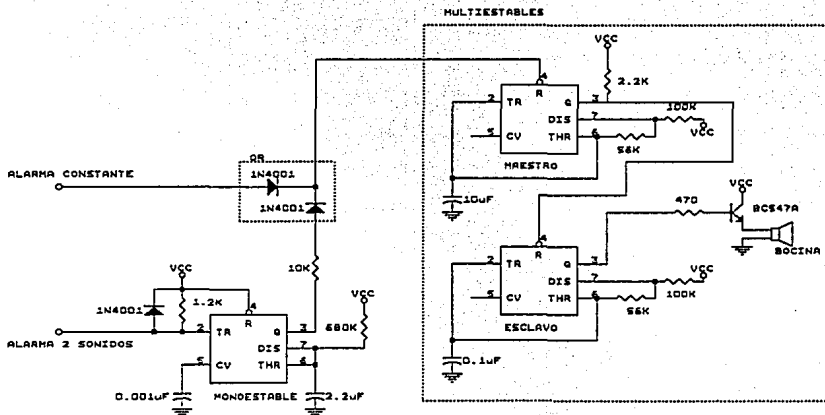 MULTIESTABLES
VCC
2.2K
4
R
2 TR Q 3
100K
DIS 7
VCC
5 CV THR 6
56K
MAESTRO
OR
1N4001
ALARMA CONSTANTE
1N4001
10uF
VCC
470
BC547A
BOCINA
4
R
2 TR Q 3
10K
DIS 7
VCC
5 CV THR 6
100K
56K
ESCLAVO
VCC
1N4001
1.2K
4
R
VCC
2 TR Q 3
680K
ALARMA 2 SONIDOS
DIS 7
5 CV THR 6
0.1uF
0.001uF
MONOESTABLE
2.2uF